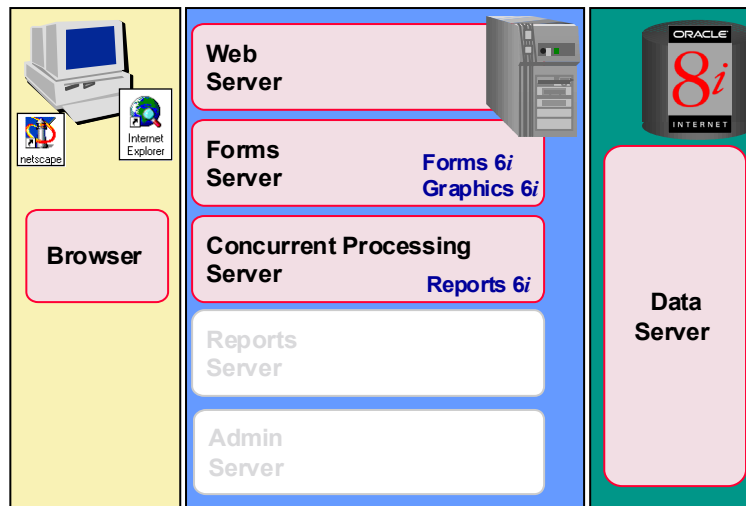 netscape
Internet
Explorer
Browser
Web
Server
Forms
Server
Forms 6i
Graphics 6i
Concurrent Processing
Server
Reports 6i
Reports
Server
Admin
Server
ORACLE
8i
INTERNET
Data
Server